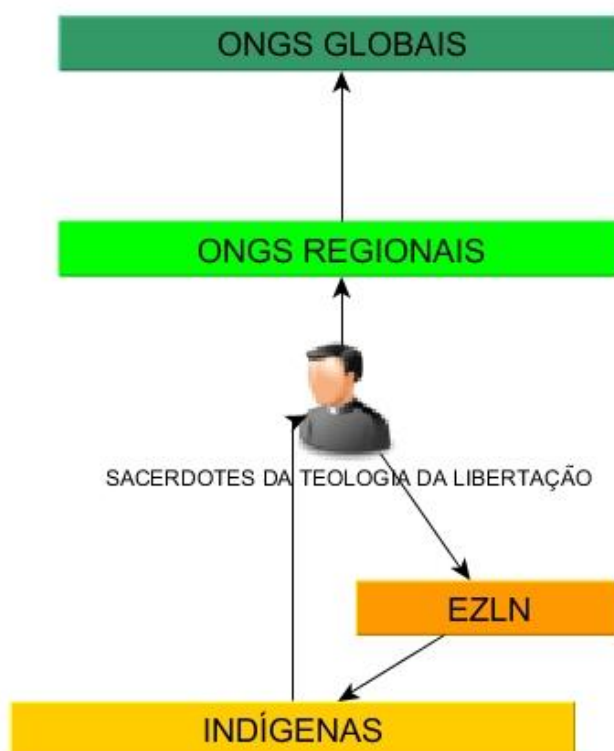 ONGS GLOBAIS
ONGS REGIONAIS
SACERDOTES DA TEOLOGIA DA LIBERTAÇÃO
EZLN
INDÍGENAS